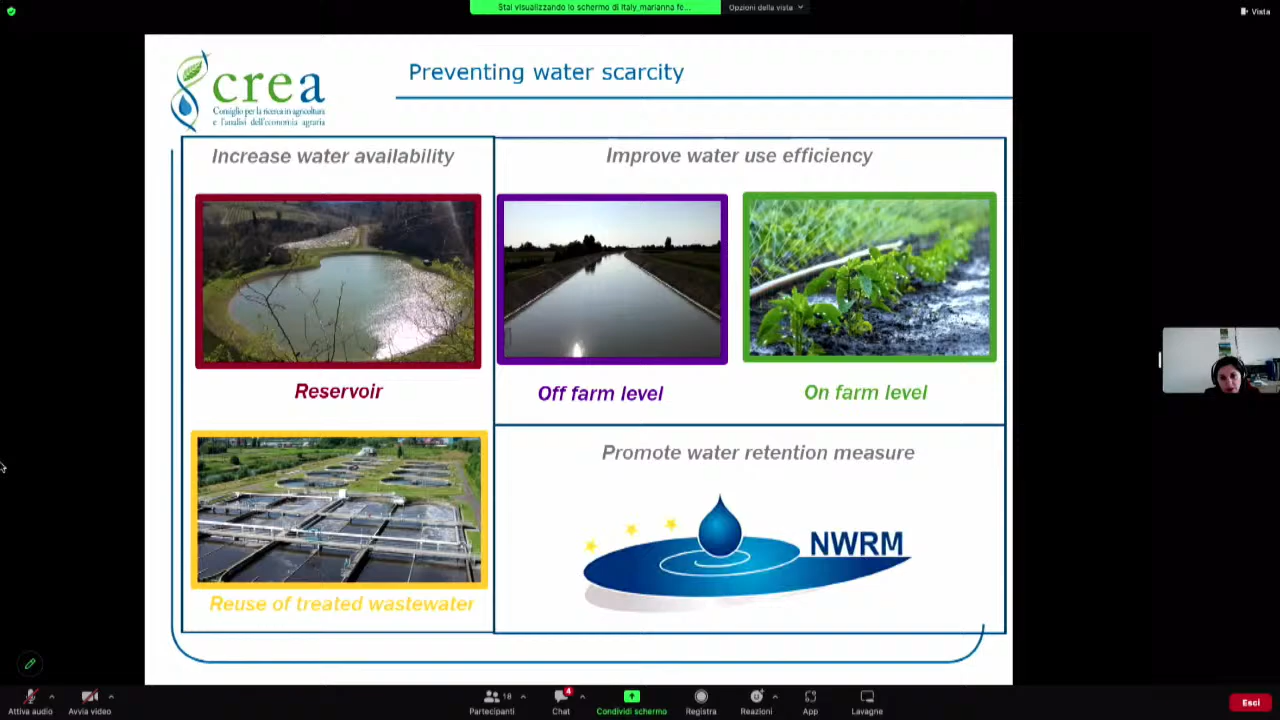 Stai visualizzando lo schermo di Italy_marianna fe...
Opzioni della vista
Vista
crea
Consiglio per la ricerca in agricoltura
e l'analisi dell'economia agraria
Preventing water scarcity
Increase water availability
Improve water use efficiency
Reservoir
Off farm level
On farm level
Reuse of treated wastewater
Promote water retention measure
NWRM
Attiva audio
Avvia video
18
Partecipanti
4
Chat
Condividi schermo
Registra
Reazioni
App
Lavagne
Esci